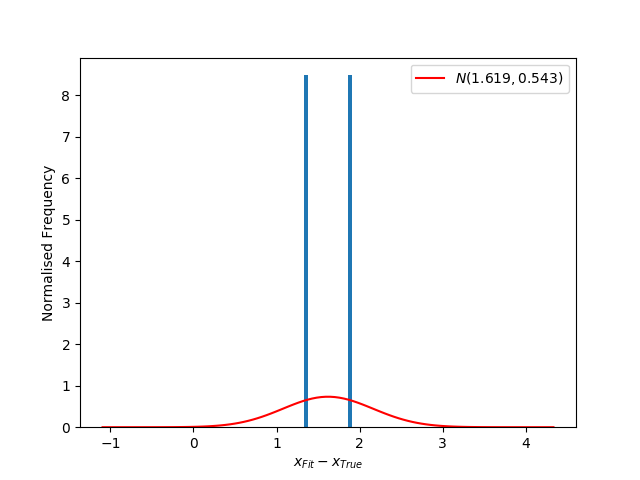 N(1.619, 0.543)
Normalised Frequency
8
7
6
5
4
3
2
1
0
−1 0 1 2 3 4
x_Fit − x_True